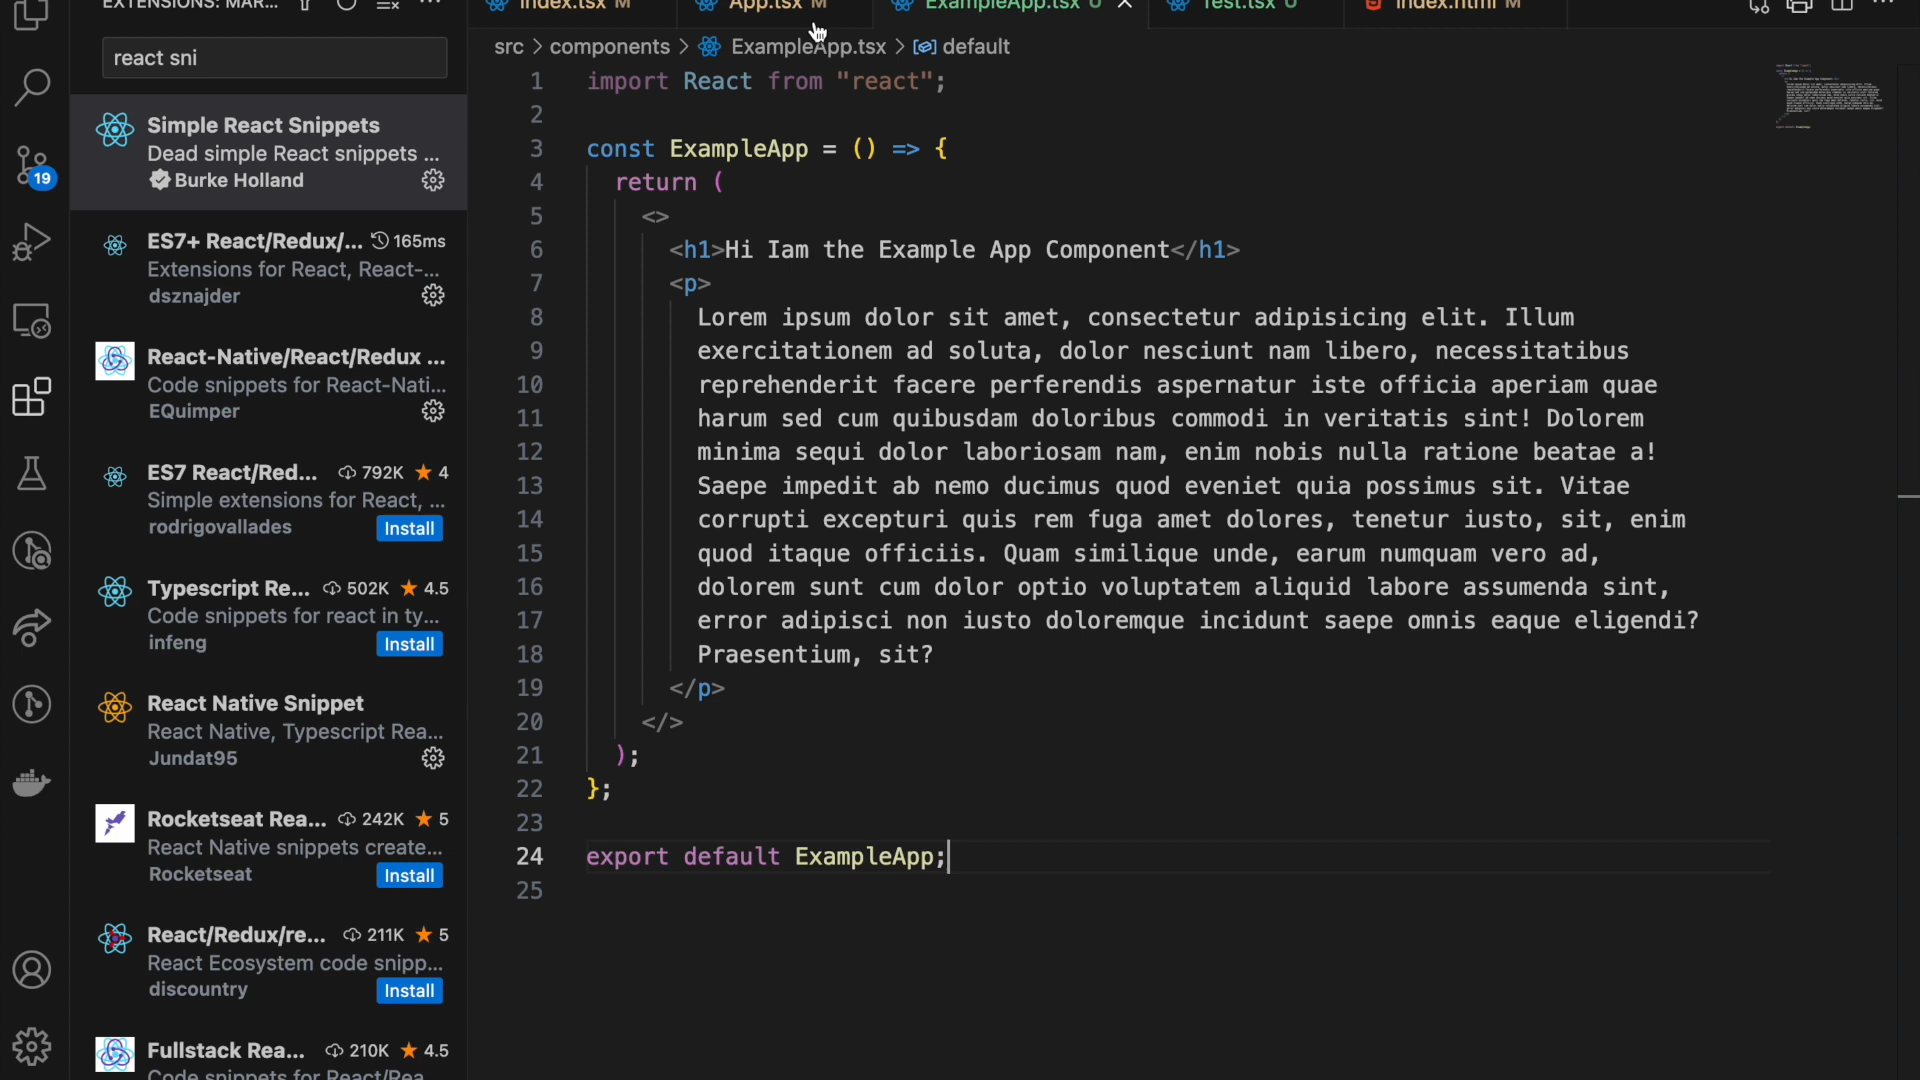 EXTENSIONS: MAR...
react sni
Simple React Snippets
Dead simple React snippets ...
Burke Holland
19
ES7+ React/Redux/... 165ms
Extensions for React, React-...
dsznajder
React-Native/React/Redux ...
Code snippets for React-Nati...
EQuimper
ES7 React/Red... 792K 4
Simple extensions for React, ...
rodrigovallades Install
Typescript Re... 502K 4.5
Code snippets for react in ty...
infeng Install
React Native Snippet
React Native, Typescript Rea...
Jundat95
Rocketseat Rea... 242K 5
React Native snippets create...
Rocketseat Install
React/Redux/re... 211K 5
React Ecosystem code snipp...
discountry Install
Fullstack Rea... 210K 4.5
Code snippets for React/Rea...
index.tsx M App.tsx M ExampleApp.tsx U Test.tsx U index.html M
src > components > ExampleApp.tsx > default
1 import React from "react";
2
3 const ExampleApp = () => {
4 return (
5 <>
6 <h1>Hi Iam the Example App Component</h1>
7 <p>
8 Lorem ipsum dolor sit amet, consectetur adipisicing elit. Illum
9 exercitationem ad soluta, dolor nesciunt nam libero, necessitatibus
10 reprehenderit facere perferendis aspernatur iste officia aperiam quae
11 harum sed cum quibusdam doloribus commodi in veritatis sint! Dolorem
12 minima sequi dolor laboriosam nam, enim nobis nulla ratione beatae a!
13 Saepe impedit ab nemo ducimus quod eveniet quia possimus sit. Vitae
14 corrupti excepturi quis rem fuga amet dolores, tenetur iusto, sit, enim
15 quod itaque officiis. Quam similique unde, earum numquam vero ad,
16 dolorem sunt cum dolor optio voluptatem aliquid labore assumenda sint,
17 error adipisci non iusto doloremque incidunt saepe omnis eaque eligendi?
18 Praesentium, sit?
19 </p>
20 </>
21 );
22 };
23
24 export default ExampleApp;
25